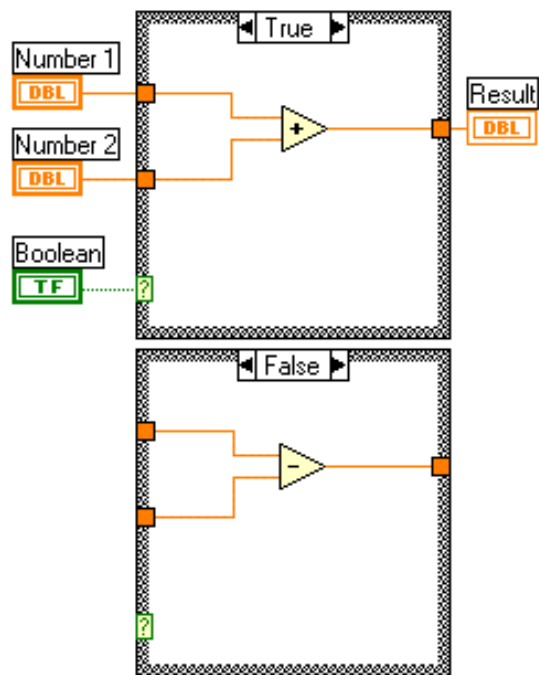 True
Number 1
DBL
+
Result
DBL
Number 2
DBL
Boolean
TF
?
False
-
?